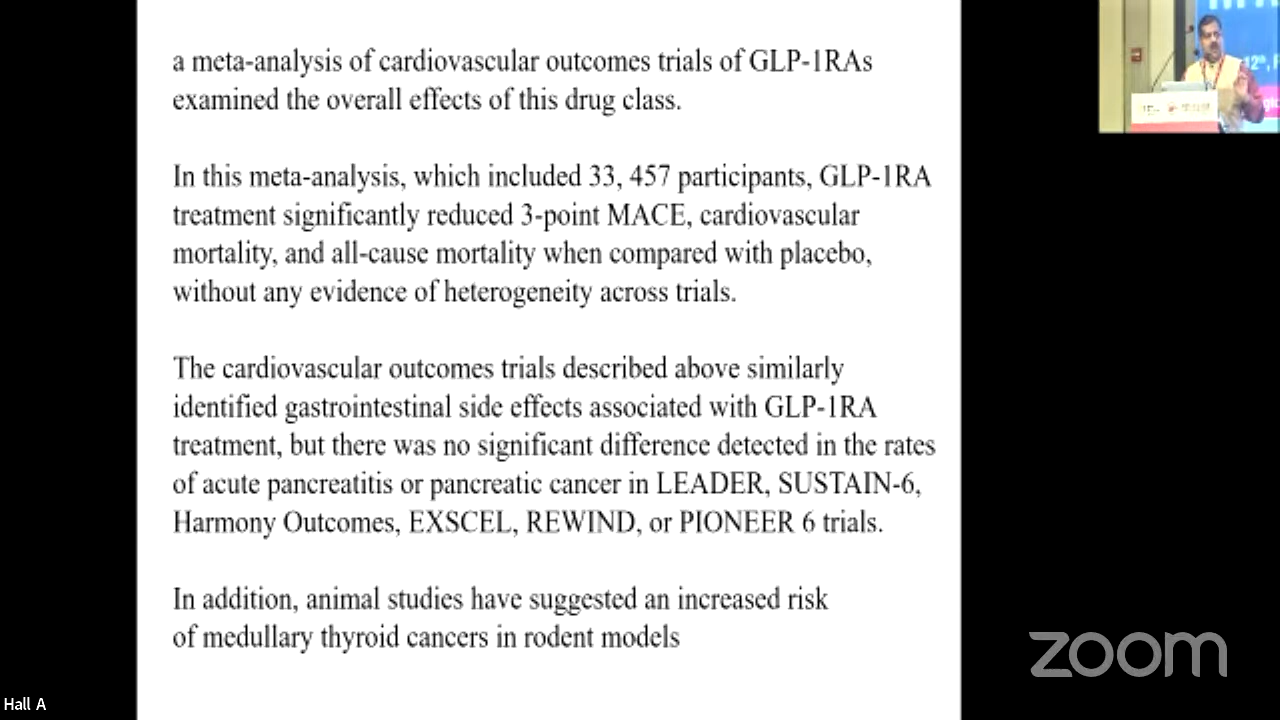 a meta-analysis of cardiovascular outcomes trials of GLP-1RAs
examined the overall effects of this drug class.
In this meta-analysis, which included 33, 457 participants, GLP-1RA
treatment significantly reduced 3-point MACE, cardiovascular
mortality, and all-cause mortality when compared with placebo,
without any evidence of heterogeneity across trials.
The cardiovascular outcomes trials described above similarly
identified gastrointestinal side effects associated with GLP-1RA
treatment, but there was no significant difference detected in the rates
of acute pancreatitis or pancreatic cancer in LEADER, SUSTAIN-6,
Harmony Outcomes, EXSCEL, REWIND, or PIONEER 6 trials.
In addition, animal studies have suggested an increased risk
of medullary thyroid cancers in rodent models
12th,
zoom
Hall A